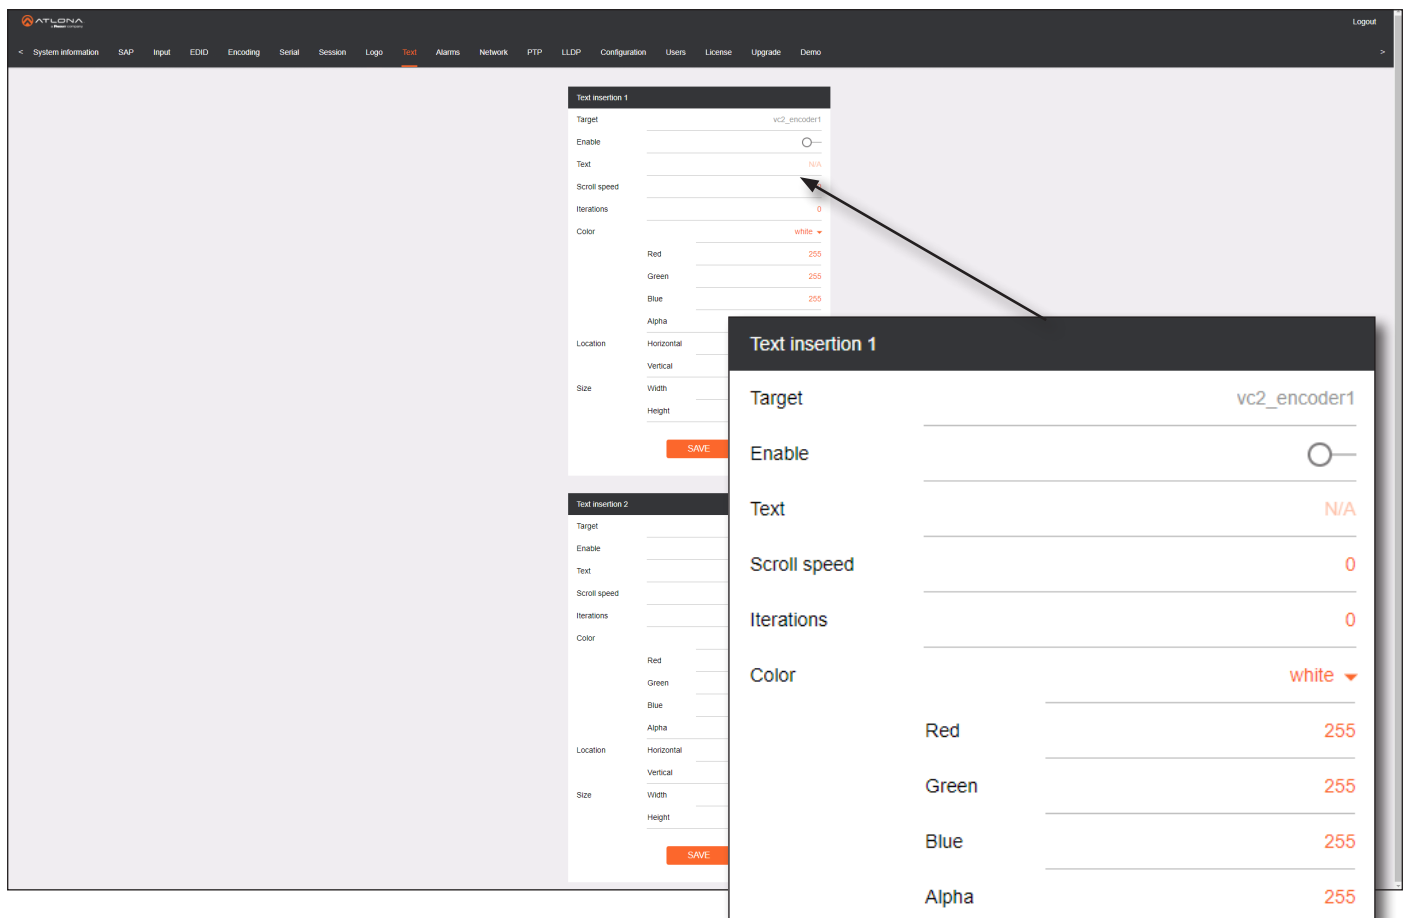 ATLONA
Logout
< System information SAP Input EDID Encoding Serial Session Logo Text Alarms Network PTP LLDP Configuration Users License Upgrade Demo >
Text insertion 1
Target vc2_encoder1
Enable
Text N/A
Scroll speed
Iterations 0
Color white
Red 255
Green 255
Blue 255
Alpha
Location Horizontal
Vertical
Size Width
Height
SAVE
Text insertion 2
Target
Enable
Text
Scroll speed
Iterations
Color
Red
Green
Blue
Alpha
Location Horizontal
Vertical
Size Width
Height
SAVE
Text insertion 1
Target vc2_encoder1
Enable
Text N/A
Scroll speed 0
Iterations 0
Color white
Red 255
Green 255
Blue 255
Alpha 255